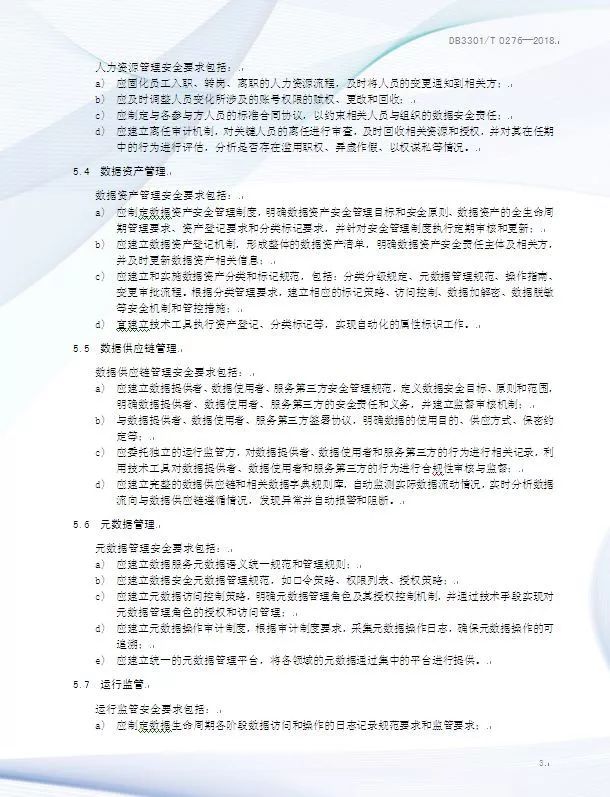 DB3301/T 0276—2018
人力资源管理安全要求包括：
a） 应固化员工入职、转岗、离职的人力资源流程，及时将人员的变更通知到相关方；
b） 应及时调整人员变化所涉及的账号权限的赋权、更改和回收；
c） 应制定与各参与方人员的标准合同协议，以约束相关人员与组织的数据安全责任；
d） 应建立离任审计机制，对关键人员的离任进行审查，及时回收相关资源和授权，并对其在任期
中的行为进行评估，分析是否存在滥用职权、弄虚作假、以权谋私等情况。
5.4 数据资产管理
数据资产管理安全要求包括：
a） 应制定数据资产安全管理制度，明确数据资产安全管理目标和安全原则、数据资产的全生命周
期管理要求、资产登记要求和分类标记要求，并针对安全管理制度执行定期审核和更新；
b） 应建立数据资产登记机制，形成整体的数据资产清单，明确数据资产安全责任主体及相关方，
并及时更新数据资产相关信息；
c） 应建立和实施数据资产分类和标记规范，包括：分类分级规定、元数据管理规范、操作指南、
变更审批流程。根据分类管理要求，建立相应的标记策略、访问控制、数据加解密、数据脱敏
等安全机制和管控措施；
d） 宜建立技术工具执行资产登记、分类标记等，实现自动化的属性标识工作。
5.5 数据供应链管理
数据供应链管理安全要求包括：
a） 应建立数据提供者、数据使用者、服务第三方安全管理规范，定义数据安全目标、原则和范围，
明确数据提供者、数据使用者、服务第三方的安全责任和义务，并建立监督审核机制；
b） 与数据提供者、数据使用者、服务第三方签署协议，明确数据的使用目的、供应方式、保密约
定等；
c） 应委托独立的运行监管方，对数据提供者、数据使用者和服务第三方的行为进行相关记录，利
用技术工具对数据提供者、数据使用者和服务第三方的行为进行合规性审核与监督；
d） 应建立完整的数据供应链和相关数据字典规则库，自动监测实际数据流动情况，实时分析数据
流向与数据供应链遵循情况，发现异常并自动报警和阻断。
5.6 元数据管理
元数据管理安全要求包括：
a） 应建立数据服务元数据语义统一规范和管理规则；
b） 应建立数据安全元数据管理规范，如口令策略、权限列表、授权策略；
c） 应建立元数据访问控制策略，明确元数据管理角色及其授权控制机制，并通过技术手段实现对
元数据管理角色的授权和访问管理；
d） 应建立元数据操作审计制度，根据审计制度要求，采集元数据操作日志，确保元数据操作的可
追溯；
e） 应建立统一的元数据管理平台，将各领域的元数据通过集中的平台进行提供。
5.7 运行监管
运行监管安全要求包括：
a） 应制定数据生命周期各阶段数据访问和操作的日志记录规范要求和监管要求；
3